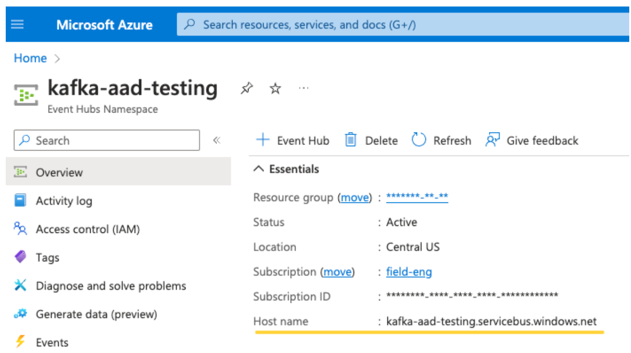 Microsoft Azure
Search resources, services, and docs (G+/)
Home >
kafka-aad-testing
Event Hubs Namespace
Search
Overview
Activity log
Access control (IAM)
Tags
Diagnose and solve problems
Generate data (preview)
Events
Event Hub Delete Refresh Give feedback
Essentials
Resource group (move) : *******-**-**
Status : Active
Location : Central US
Subscription (move) : field-eng
Subscription ID : ********-****-****-****-************
Host name : kafka-aad-testing.servicebus.windows.net